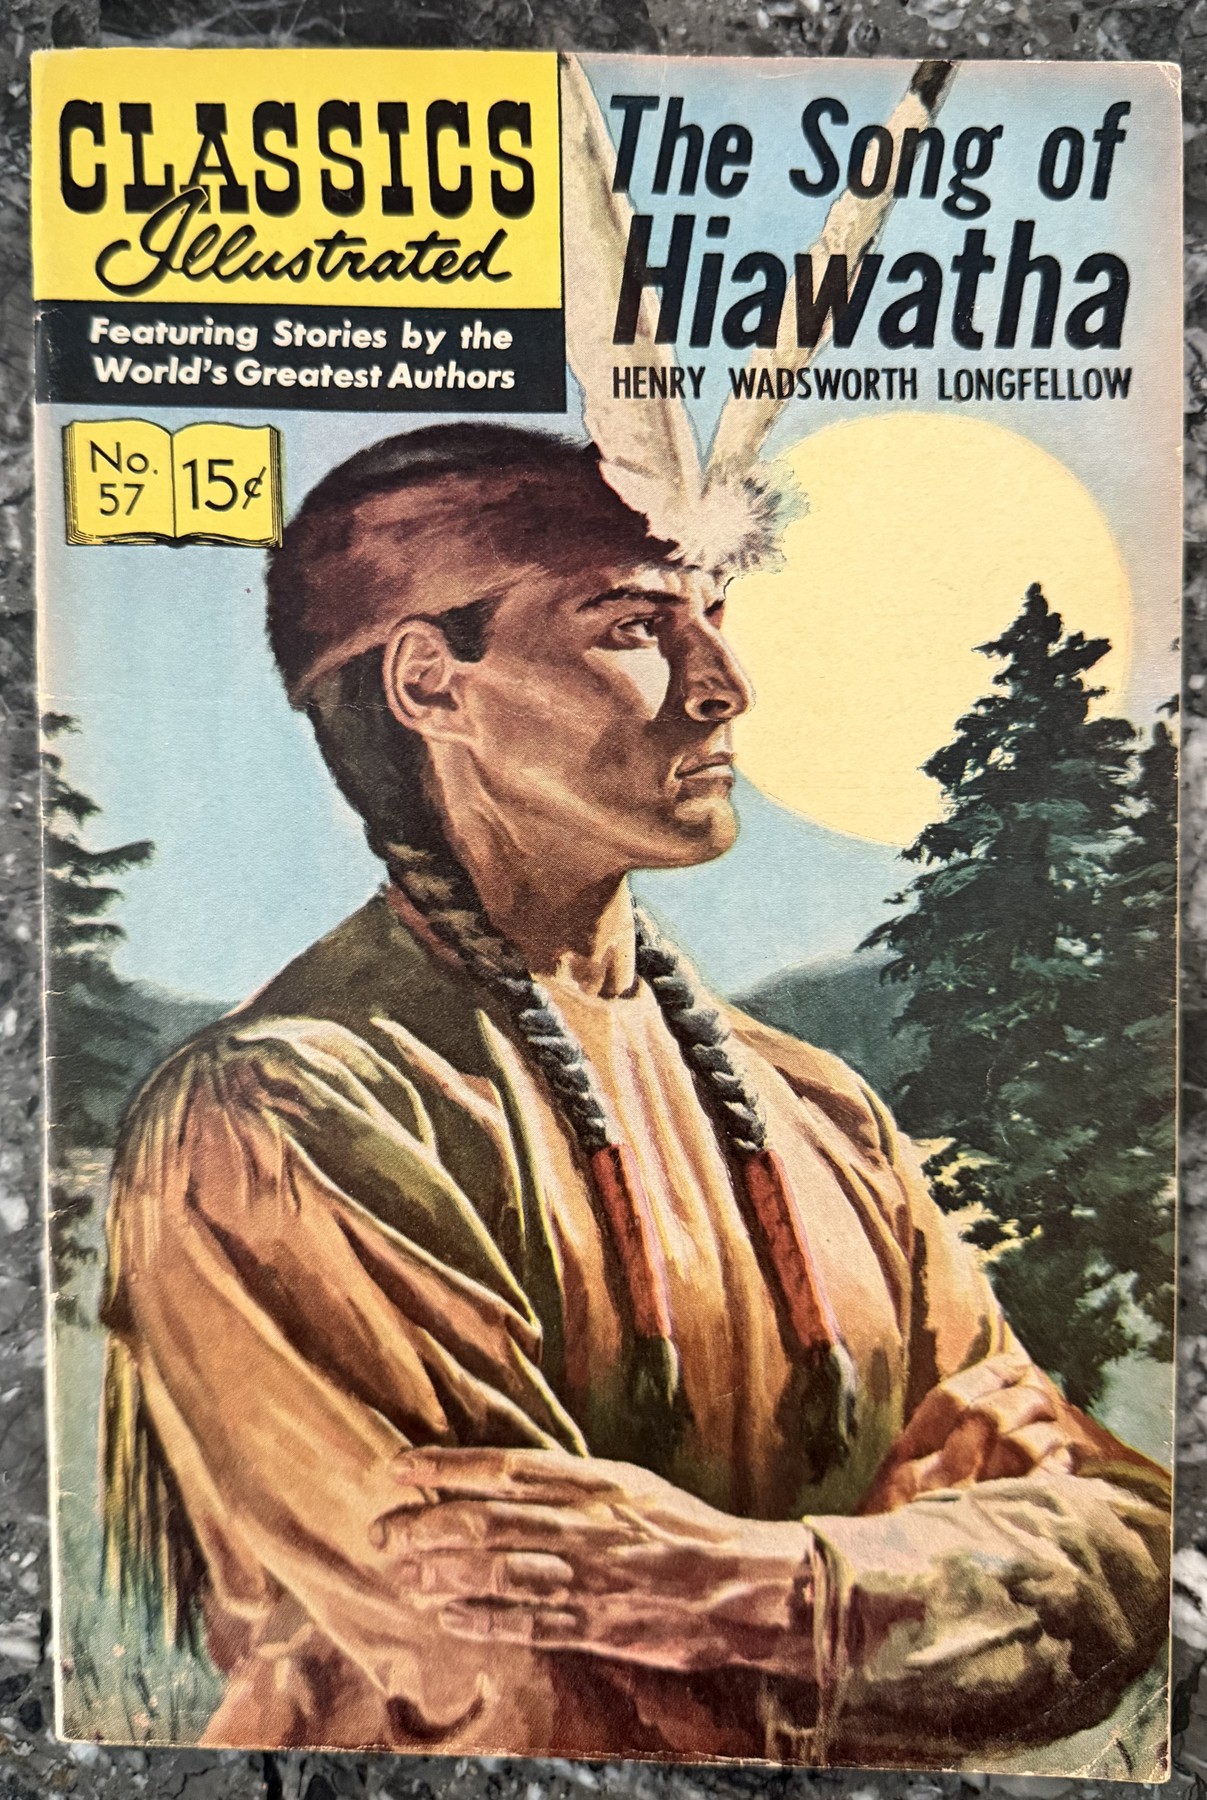 CLASSICS
Illustrated
Featuring Stories by the
World's Greatest Authors
No.
57
15¢
The Song of
Hiawatha
HENRY WADSWORTH LONGFELLOW